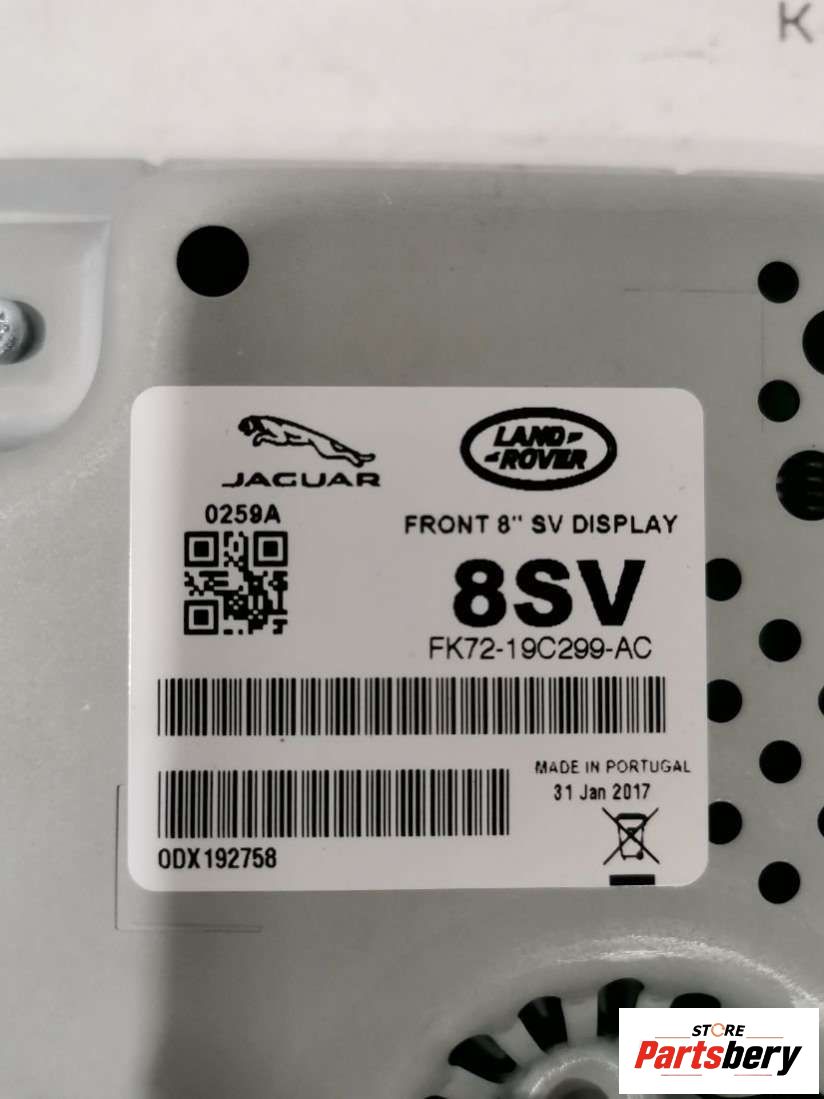 K
JAGUAR
LAND
ROVER
0259A
FRONT 8" SV DISPLAY
8SV
FK72-19C299-AC
MADE IN PORTUGAL
31 Jan 2017
0DX192758
STORE
Partsbery